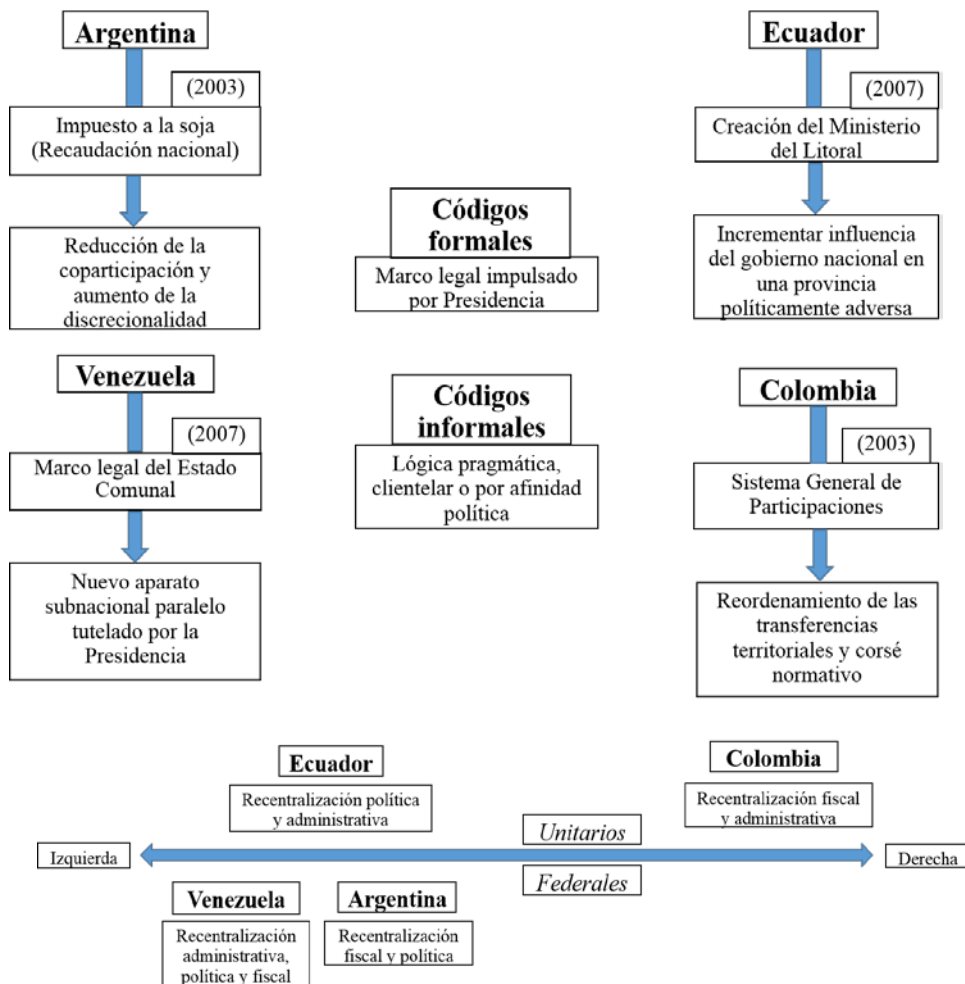 Argentina
(2003)
Impuesto a la soja
(Recaudación nacional)
Reducción de la
coparticipación y
aumento de la
discrecionalidad
Ecuador
(2007)
Creación del Ministerio
del Litoral
Incrementar influencia
del gobierno nacional en
una provincia
políticamente adversa
Códigos
formales
Marco legal impulsado
por Presidencia
Venezuela
(2007)
Marco legal del Estado
Comunal
Nuevo aparato
subnacional paralelo
tutelado por la
Presidencia
Códigos
informales
Lógica pragmática,
clientelar o por afinidad
política
Colombia
(2003)
Sistema General de
Participaciones
Reordenamiento de las
transferencias
territoriales y corsé
normativo
Ecuador
Recentralización política
y administrativa
Colombia
Recentralización fiscal
y administrativa
Unitarios
Izquierda
Derecha
Federales
Venezuela
Recentralización
administrativa,
política y fiscal
Argentina
Recentralización
fiscal y política